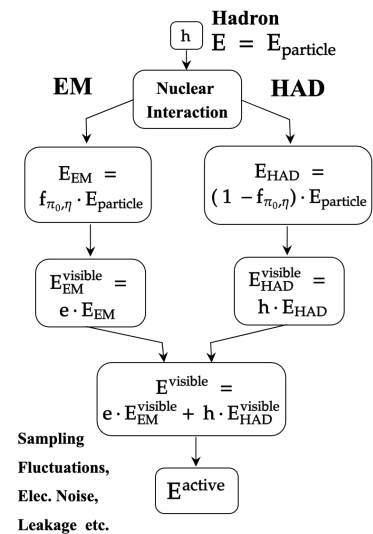 Hadron
h
E = E_particle
EM
HAD
Nuclear
Interaction
E_EM =
f_π₀,η · E_particle
E_HAD =
( 1 − f_π₀,η) · E_particle
E_EM^visible =
e · E_EM
E_HAD^visible =
h · E_HAD
E^visible =
e · E_EM^visible + h · E_HAD^visible
Sampling
Fluctuations,
Elec. Noise,
Leakage etc.
E^active